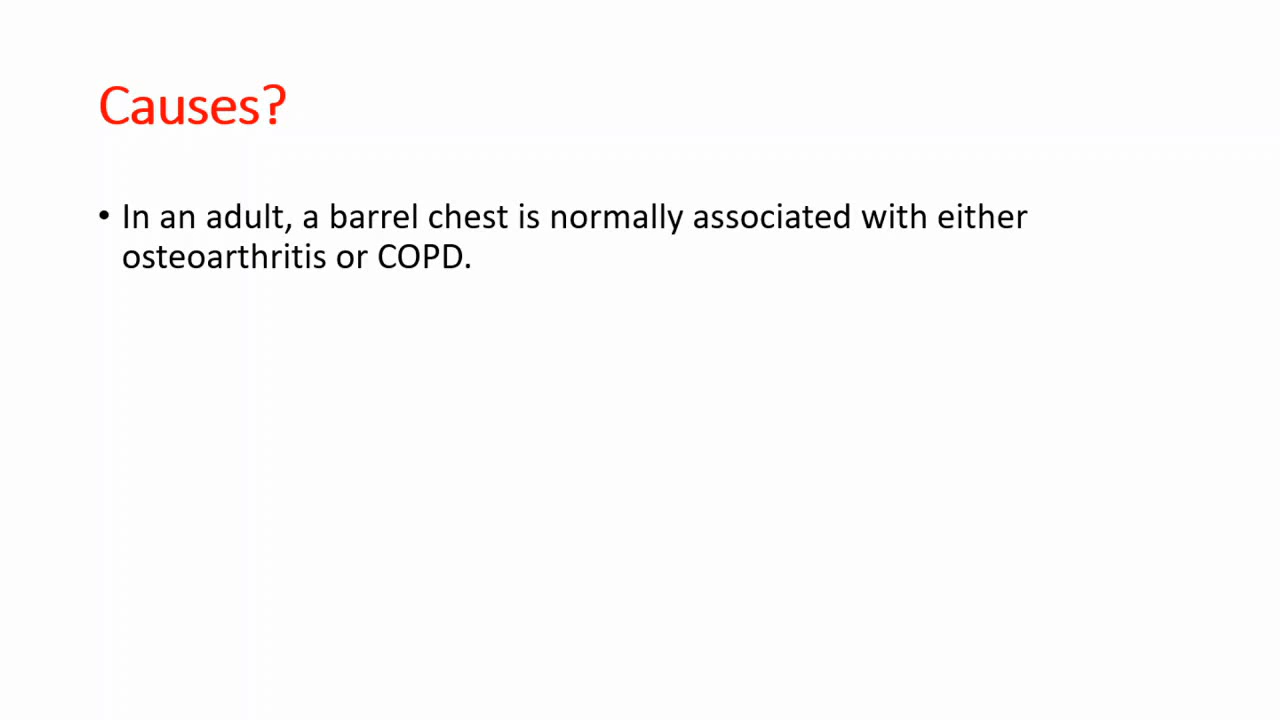 Causes?
• In an adult, a barrel chest is normally associated with either
osteoarthritis or COPD.